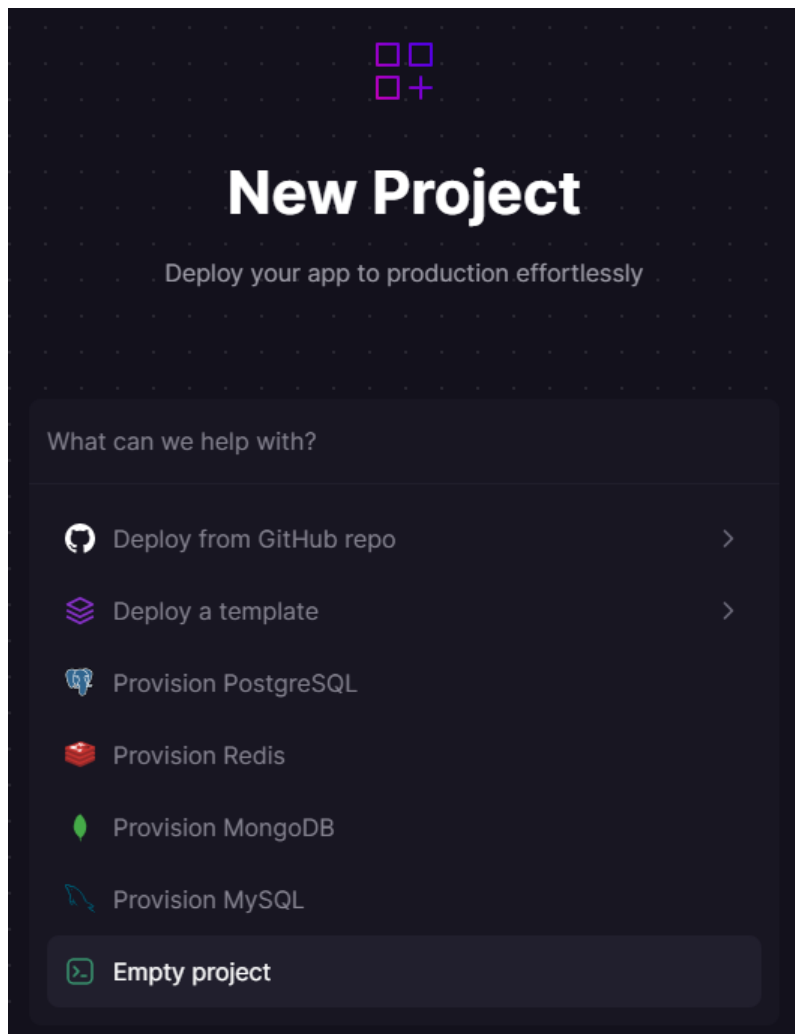 New Project
Deploy your app to production effortlessly
What can we help with?
Deploy from GitHub repo
Deploy a template
Provision PostgreSQL
Provision Redis
Provision MongoDB
Provision MySQL
Empty project